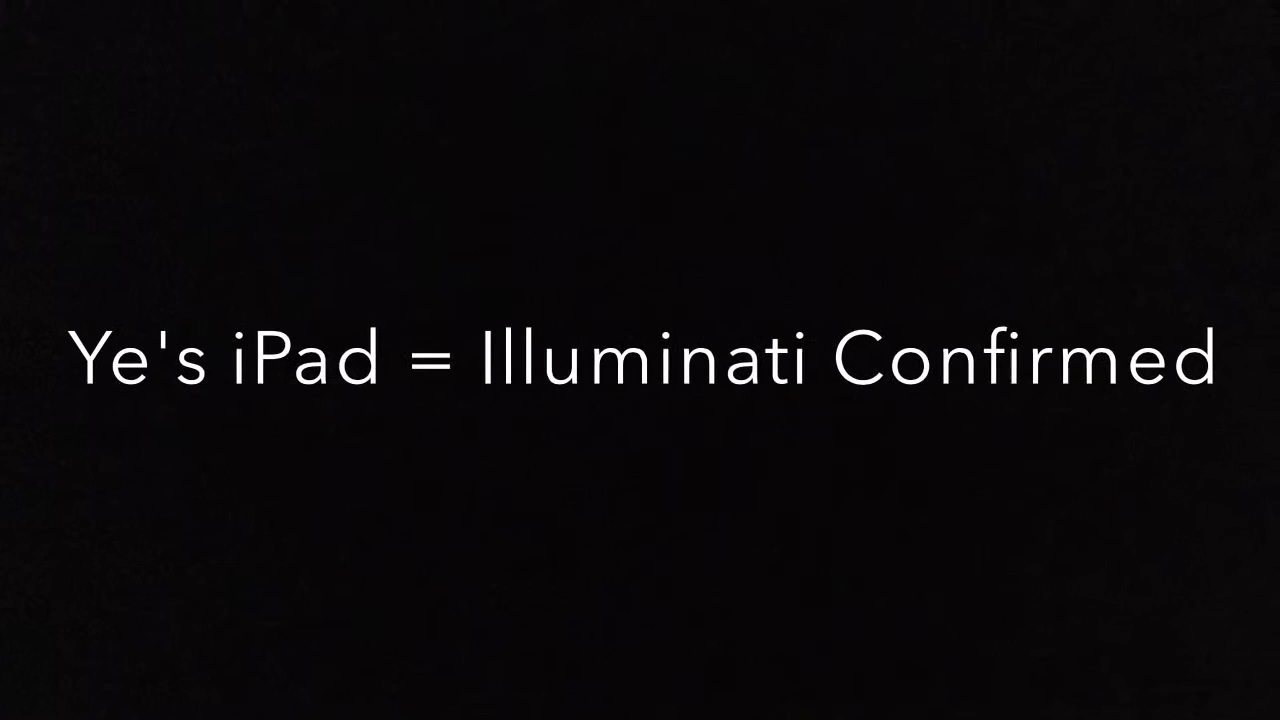 Ye's iPad = Illuminati Confirmed